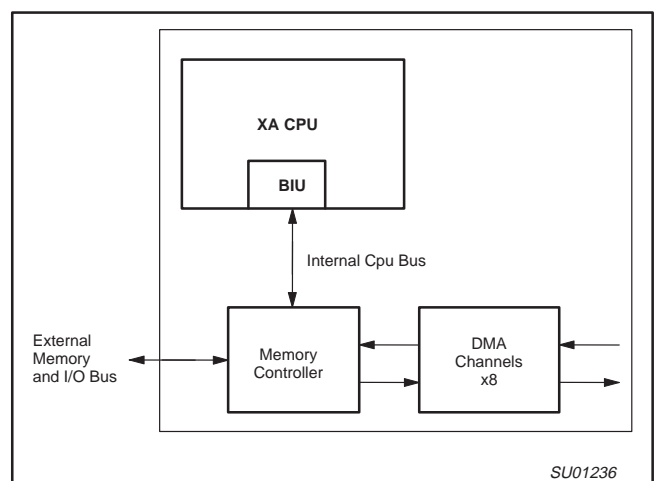 XA CPU
BIU
Internal Cpu Bus
External
Memory
and I/O Bus
Memory
Controller
DMA
Channels
x8
SU01236